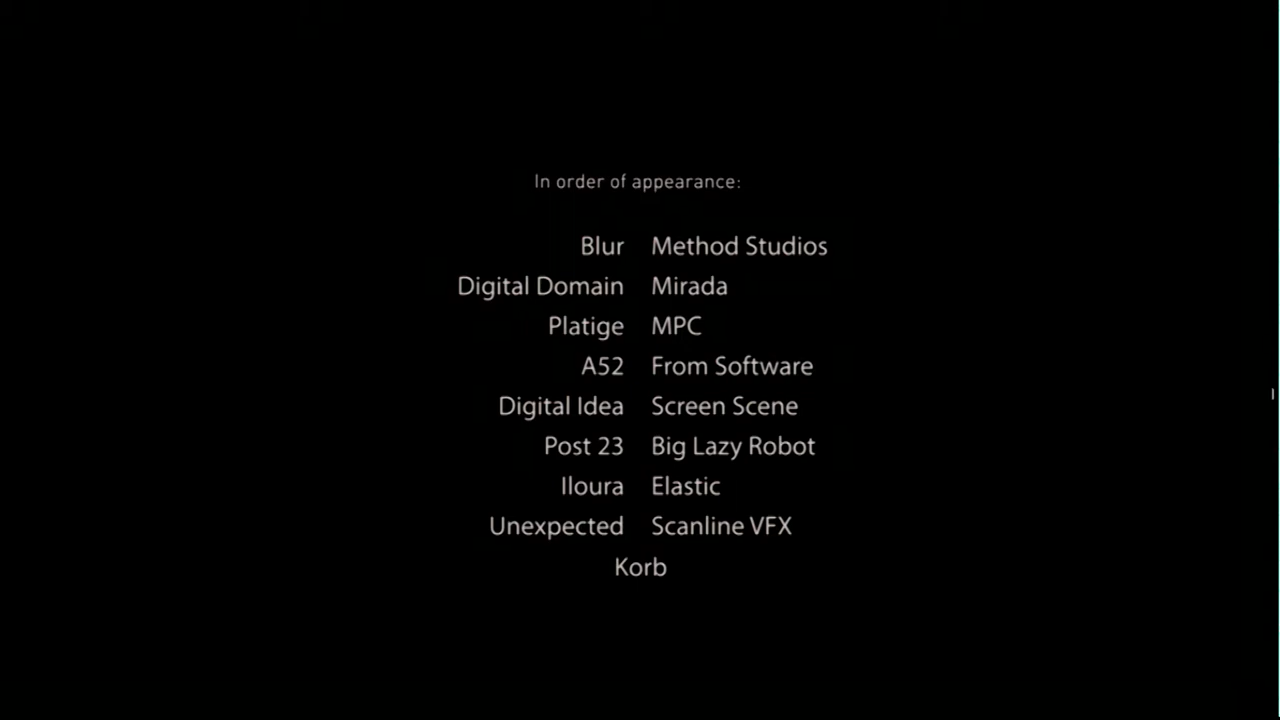 In order of appearance:
Blur Method Studios
Digital Domain Mirada
Platige MPC
A52 From Software
Digital Idea Screen Scene
Post 23 Big Lazy Robot
Iloura Elastic
Unexpected Scanline VFX
Korb